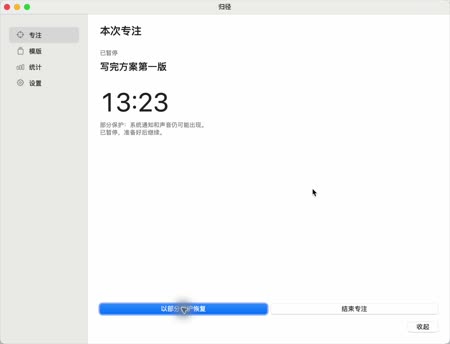 归径
专注
模版
统计
设置
本次专注
已暂停
写完方案第一版
13:23
部分保护：系统通知和声音仍可能出现。
已暂停，准备好后继续。
以部分保护恢复
结束专注
收起